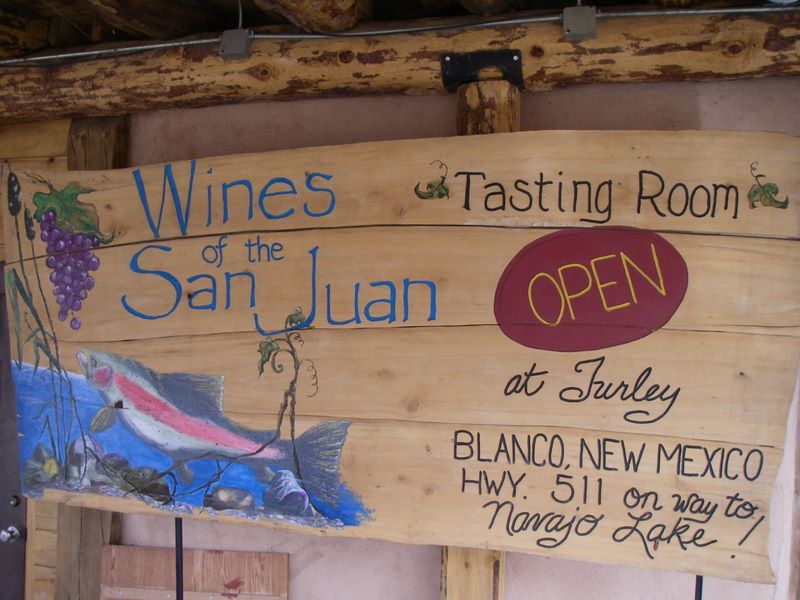 Wines
of the
San Juan
Tasting Room
OPEN
at Turley
BLANCO, NEW MEXICO
HWY. 511 on way to
Navajo Lake!